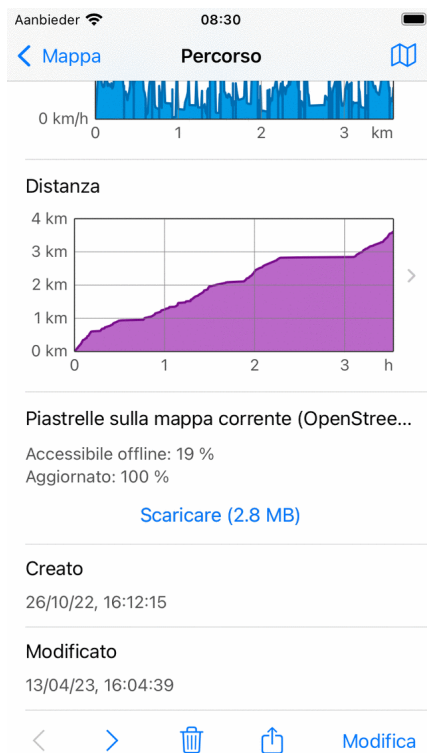 Aanbieder 08:30
Mappa Percorso
0 km/h
0 1 2 3 km
Distanza
4 km
3 km
2 km
1 km
0 km
0 1 2 3 h
Piastrelle sulla mappa corrente (OpenStree...
Accessibile offline: 19 %
Aggiornato: 100 %
Scaricare (2.8 MB)
Creato
26/10/22, 16:12:15
Modificato
13/04/23, 16:04:39
Modifica